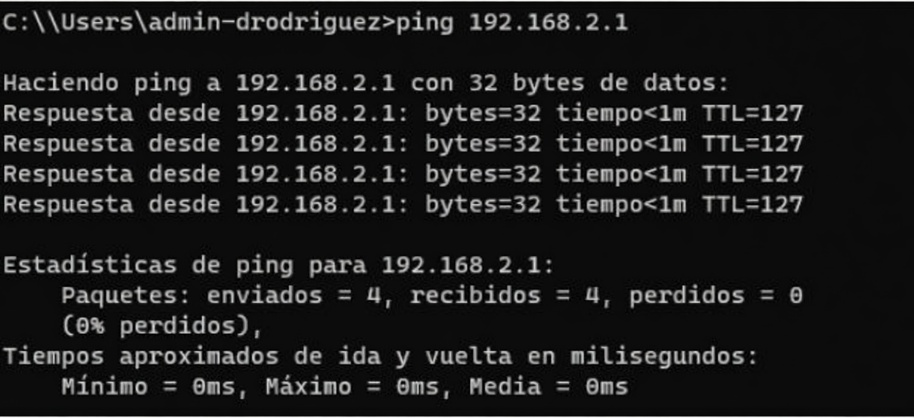 C:\\Users\admin-drodriguez>ping 192.168.2.1
Haciendo ping a 192.168.2.1 con 32 bytes de datos:
Respuesta desde 192.168.2.1: bytes=32 tiempo<1m TTL=127
Respuesta desde 192.168.2.1: bytes=32 tiempo<1m TTL=127
Respuesta desde 192.168.2.1: bytes=32 tiempo<1m TTL=127
Respuesta desde 192.168.2.1: bytes=32 tiempo<1m TTL=127
Estadísticas de ping para 192.168.2.1:
Paquetes: enviados = 4, recibidos = 4, perdidos = 0
(0% perdidos),
Tiempos aproximados de ida y vuelta en milisegundos:
Mínimo = 0ms, Máximo = 0ms, Media = 0ms